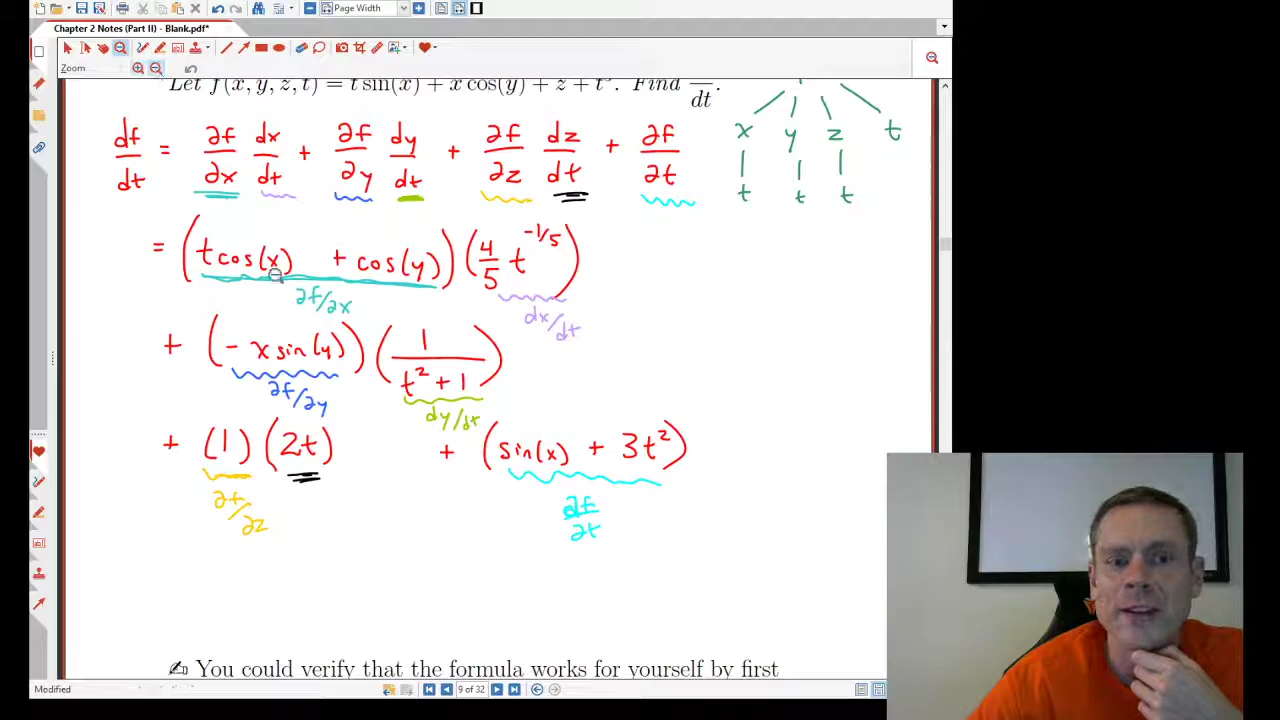 Page Width
Chapter 2 Notes (Part II) - Blank.pdf*
Zoom
Let f(x, y, z, t) = t sin(x) + x cos(y) + z + t³. Find
dt
df/dt = ∂f/∂x dx/dt + ∂f/∂y dy/dt + ∂f/∂z dz/dt + ∂f/∂t
x y z t
t t t
= (t cos(x) + cos(y)) (4/5 t^(-1/5))
∂f/∂x
dx/dt
+ (- x sin(y)) (1/(t² + 1))
∂f/∂y
dy/dt
+ (1) (2t) + (sin(x) + 3t²)
∂f/∂z
∂f/∂t
You could verify that the formula works for yourself by first
Modified
9 of 32